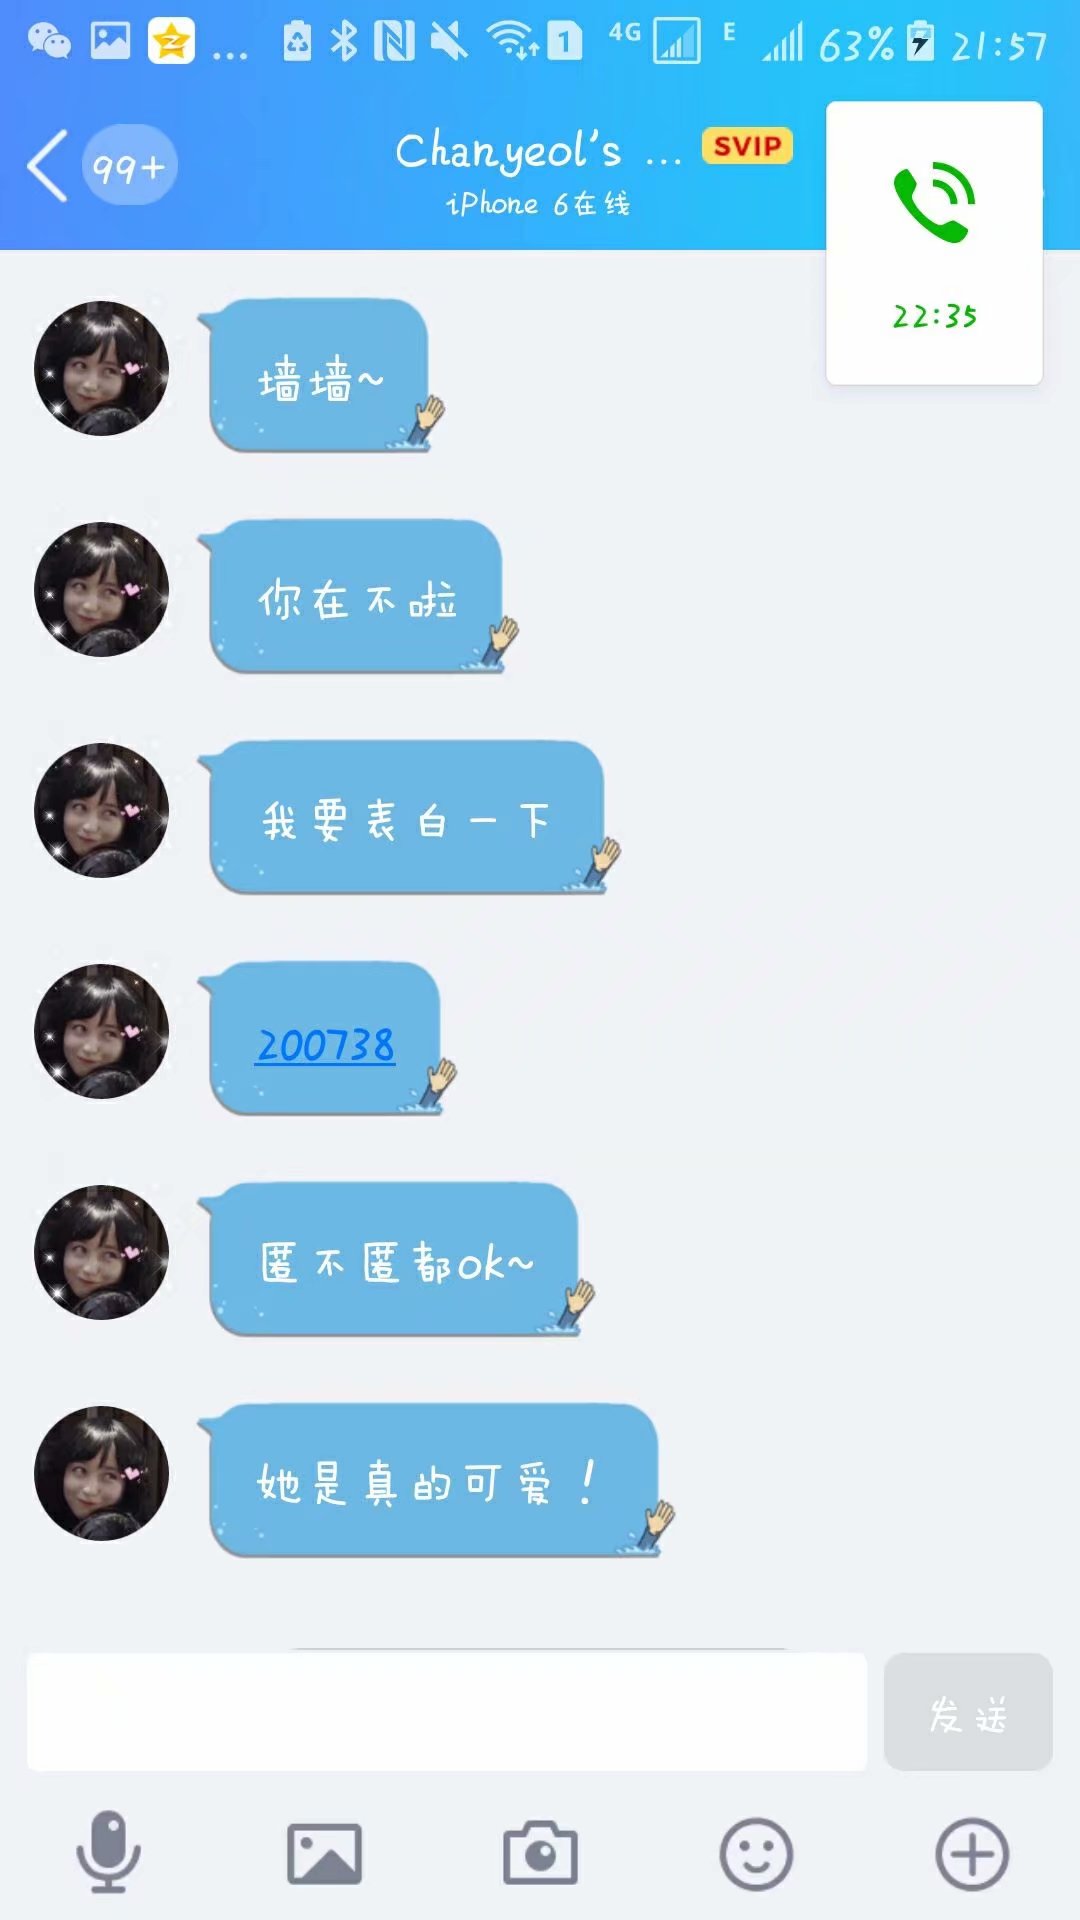 4G E 63% 21:57
99+
Chanyeol's ... SVIP
iPhone 6在线
22:35
墙墙~
你在不啦
我要表白一下
200738
匿不匿都ok~
她是真的可爱！
发送